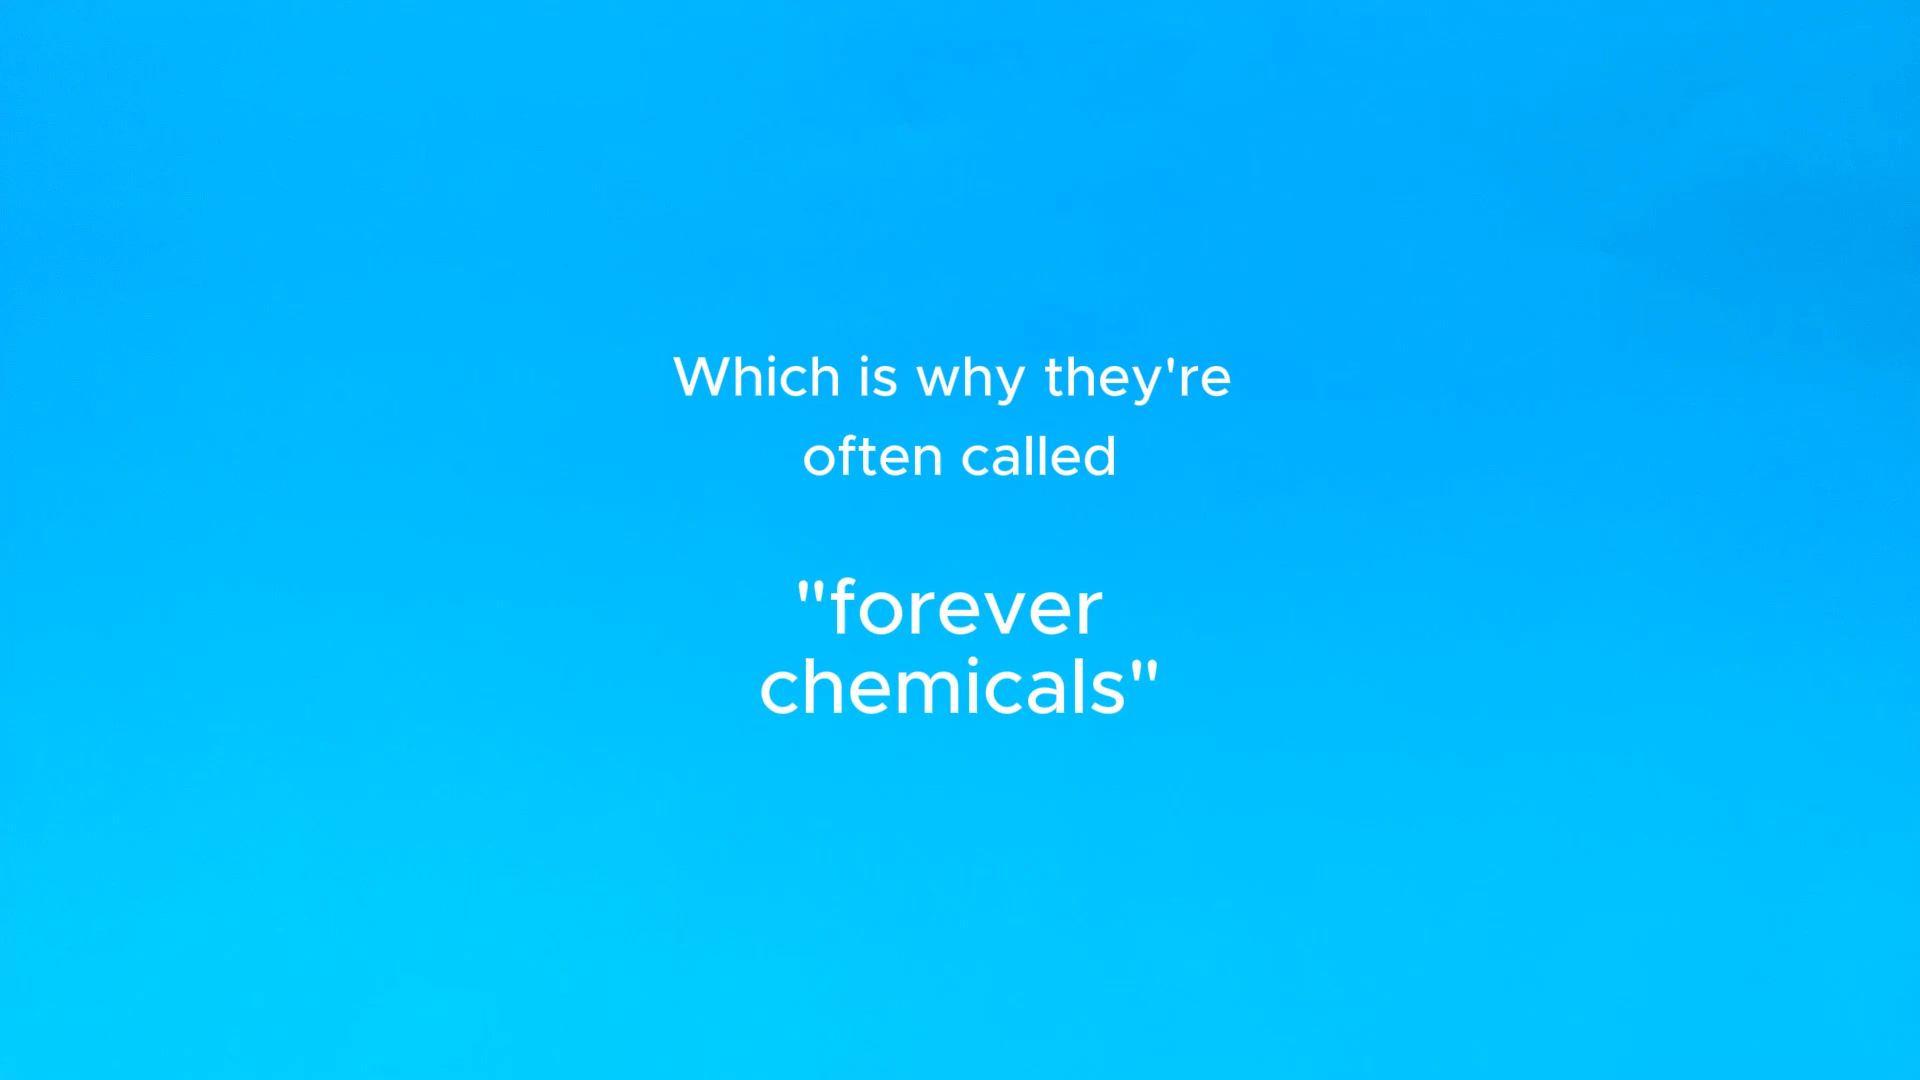 Which is why they're
often called
"forever
chemicals"